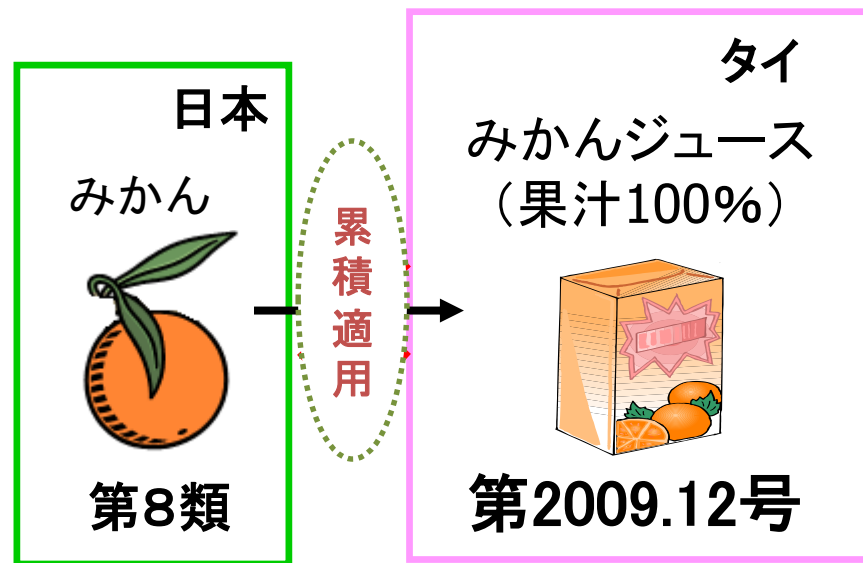 日本
みかん
第８類
累積適用
タイ
みかんジュース
（果汁100％）
第2009.12号